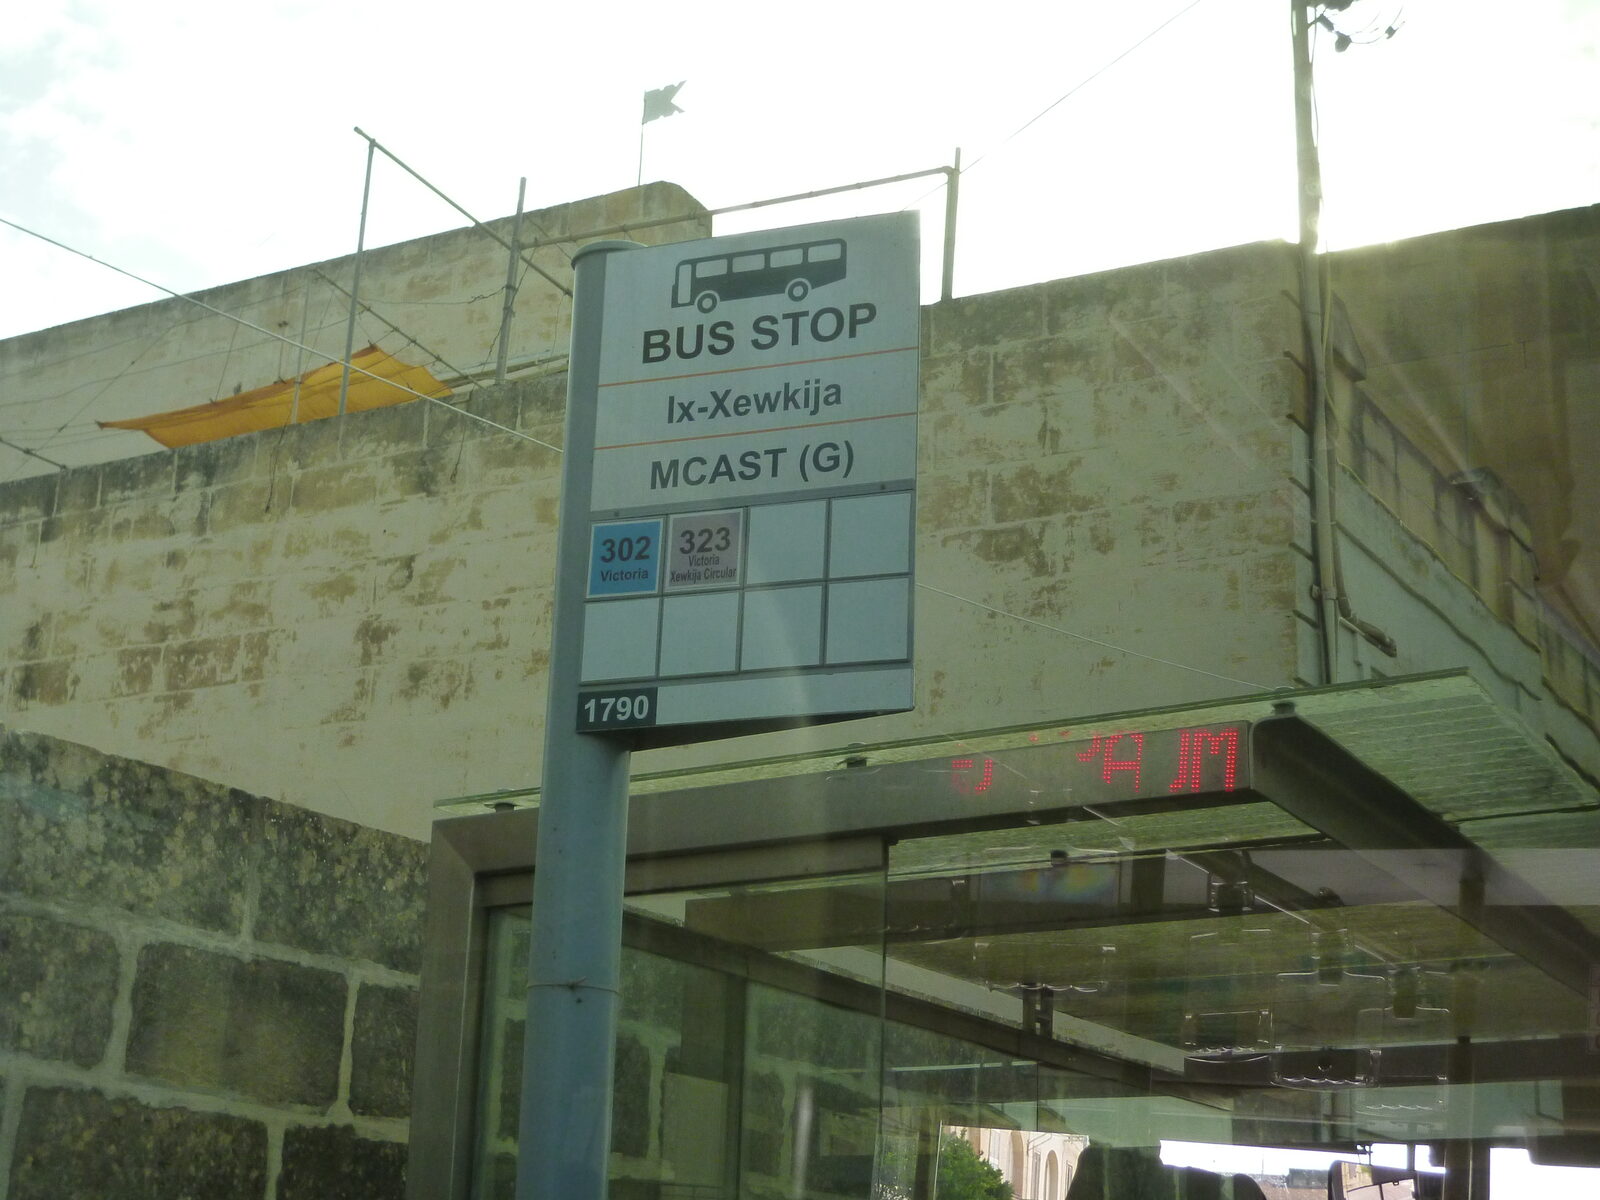 BUS STOP
Ix-Xewkija
MCAST (G)
302
Victoria
323
Victoria
Xewkija Circular
1790